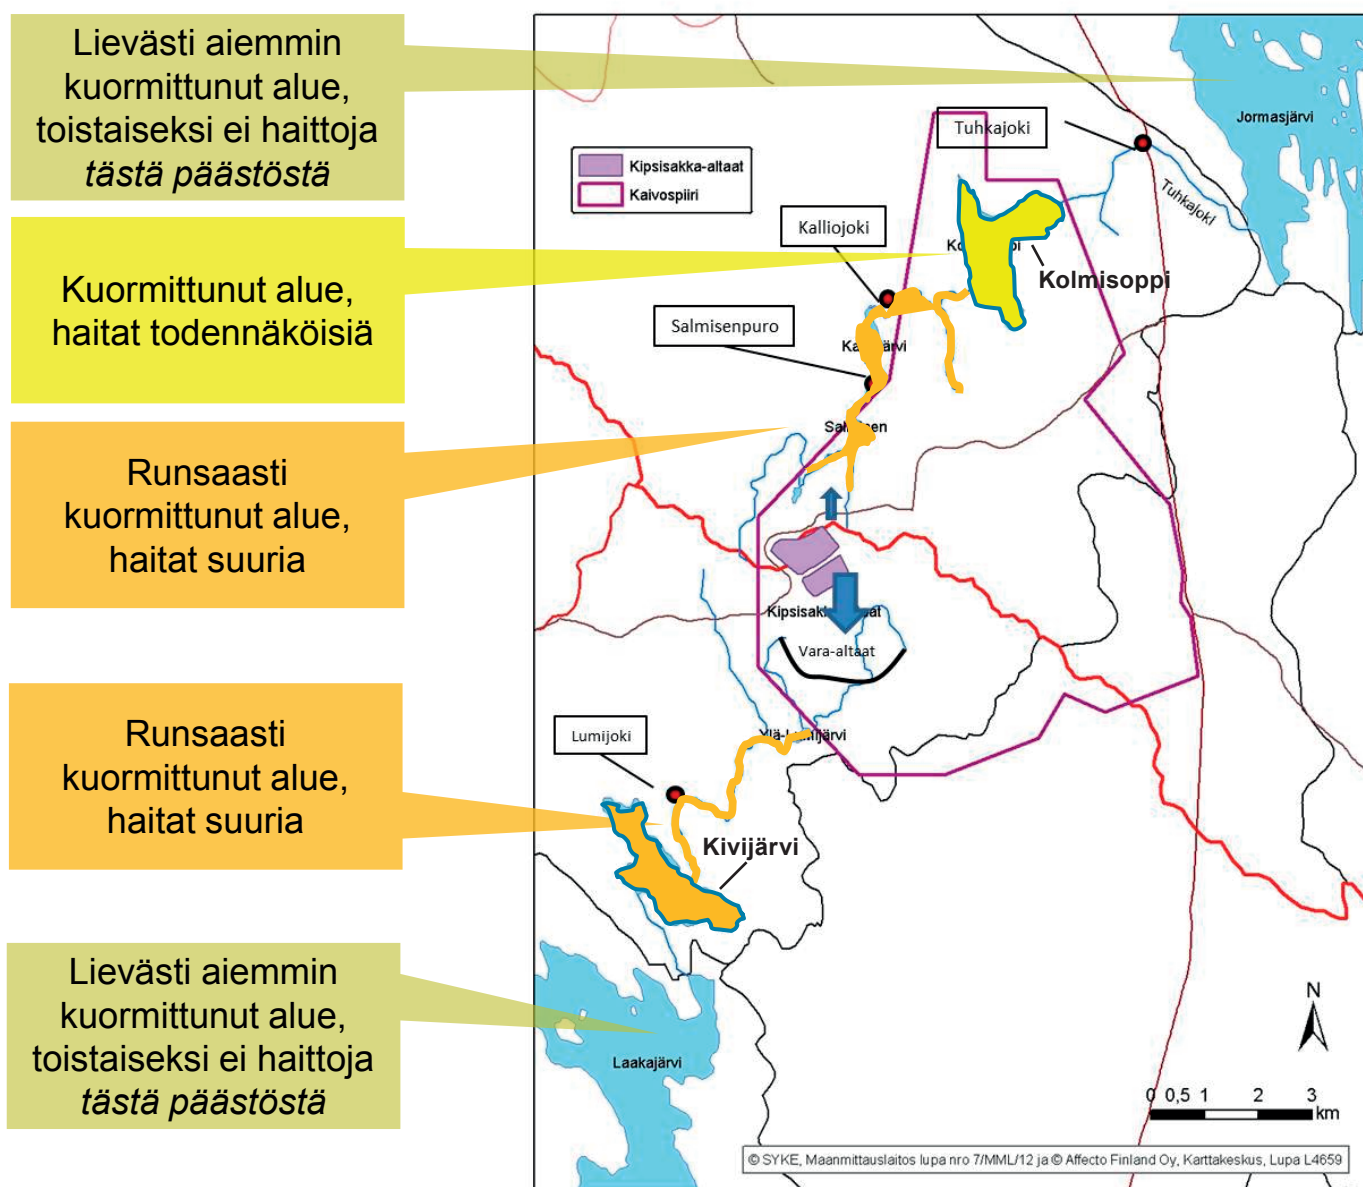 Lievästi aiemmin
kuormittunut alue,
toistaiseksi ei haittoja
tästä päästöstä
Kuormittunut alue,
haitat todennäköisiä
Runsaasti
kuormittunut alue,
haitat suuria
Runsaasti
kuormittunut alue,
haitat suuria
Lievästi aiemmin
kuormittunut alue,
toistaiseksi ei haittoja
tästä päästöstä
Kipsisakka-altaat
Kaivospiiri
Tuhkajoki
Jormasjärvi
Tuhkajoki
Kalliojoki
Kolmisoppi
Salmisenpuro
Vara-altaat
Lumijoki
Kivijärvi
Laakajärvi
N
0 0,5 1 2 3
km
© SYKE, Maanmittauslaitos lupa nro 7/MML/12 ja © Affecto Finland Oy, Karttakeskus, Lupa L4659